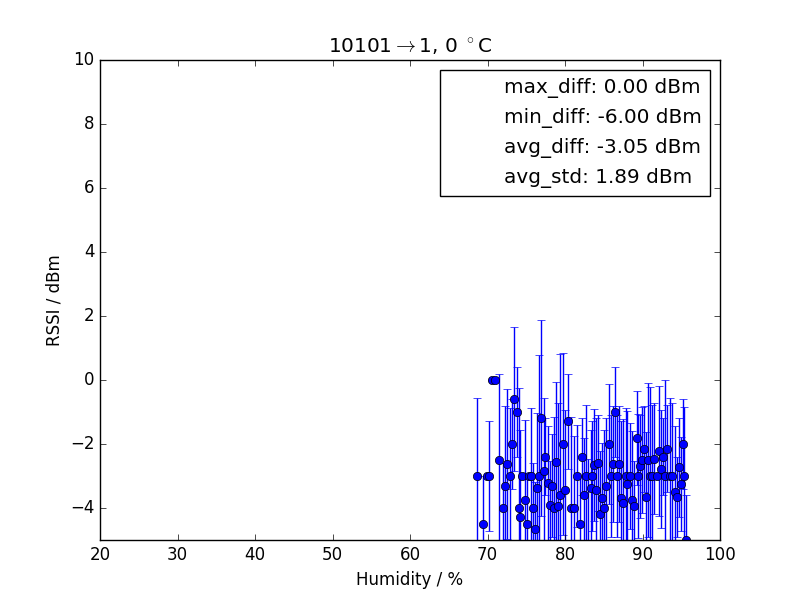 10101→1, 0 °C
max_diff: 0.00 dBm
min_diff: -6.00 dBm
avg_diff: -3.05 dBm
avg_std: 1.89 dBm
10
8
6
4
2
0
−2
−4
RSSI / dBm
20 30 40 50 60 70 80 90 100
Humidity / %